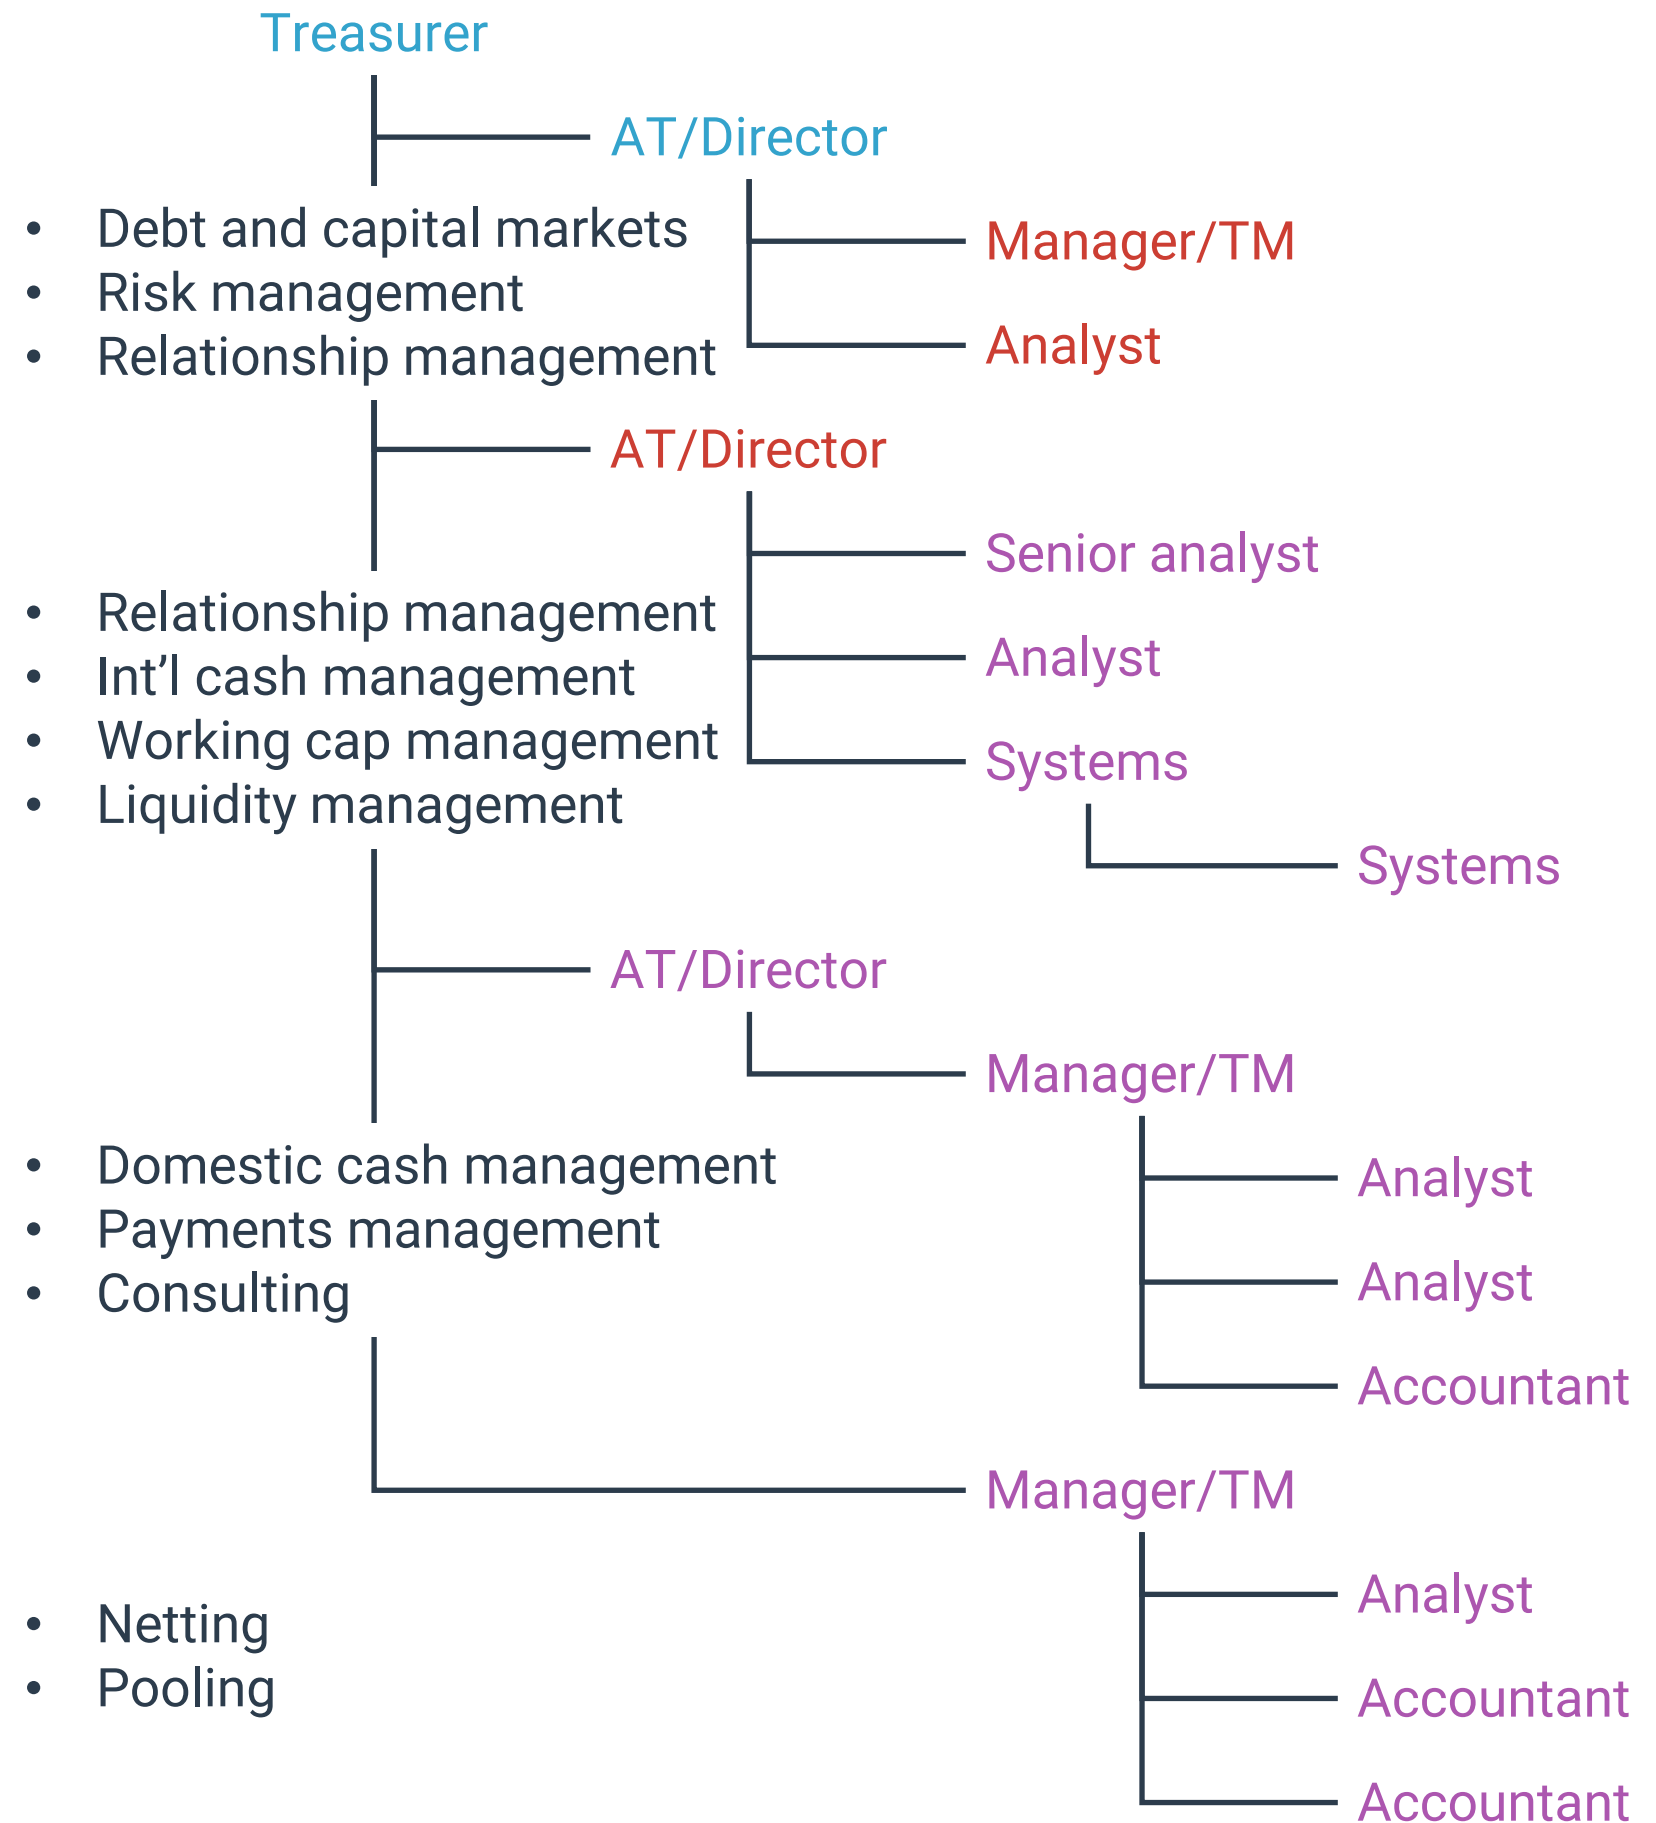 Treasurer
AT/Director
• Debt and capital markets
Manager/TM
• Risk management
• Relationship management
Analyst
AT/Director
Senior analyst
• Relationship management
Analyst
• Int’l cash management
• Working cap management
Systems
• Liquidity management
Systems
AT/Director
Manager/TM
• Domestic cash management
Analyst
• Payments management
• Consulting
Analyst
Accountant
Manager/TM
Analyst
• Netting
• Pooling
Accountant
Accountant